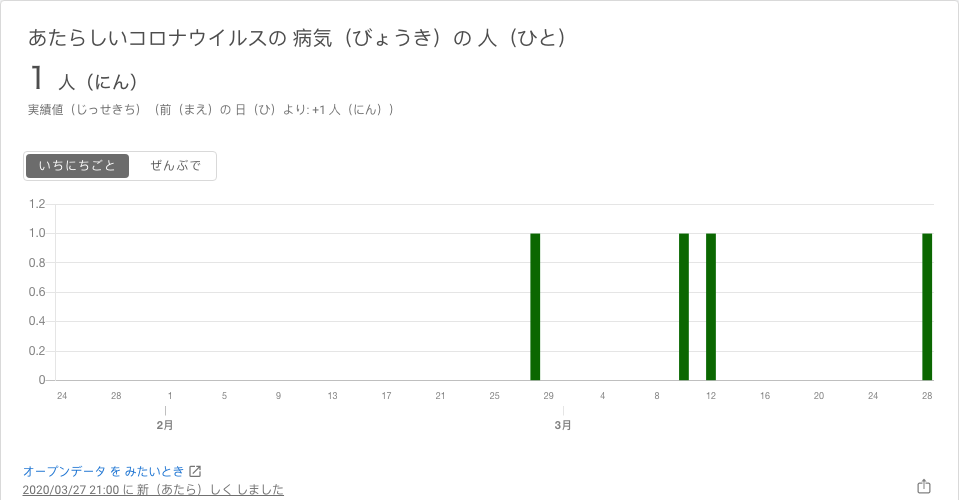 あたらしいコロナウイルスの 病気（びょうき）の 人（ひと）
1 人（にん）
実績値（じっせきち）（前（まえ）の 日（ひ）より: +1 人（にん））
いちにちごと ぜんぶで
1.2
1.0
0.8
0.6
0.4
0.2
0
24 28 1 5 9 13 17 21 25 29 4 8 12 16 20 24 28
2月 3月
オープンデータ を みたいとき
2020/03/27 21:00 に 新（あたら）しく しました